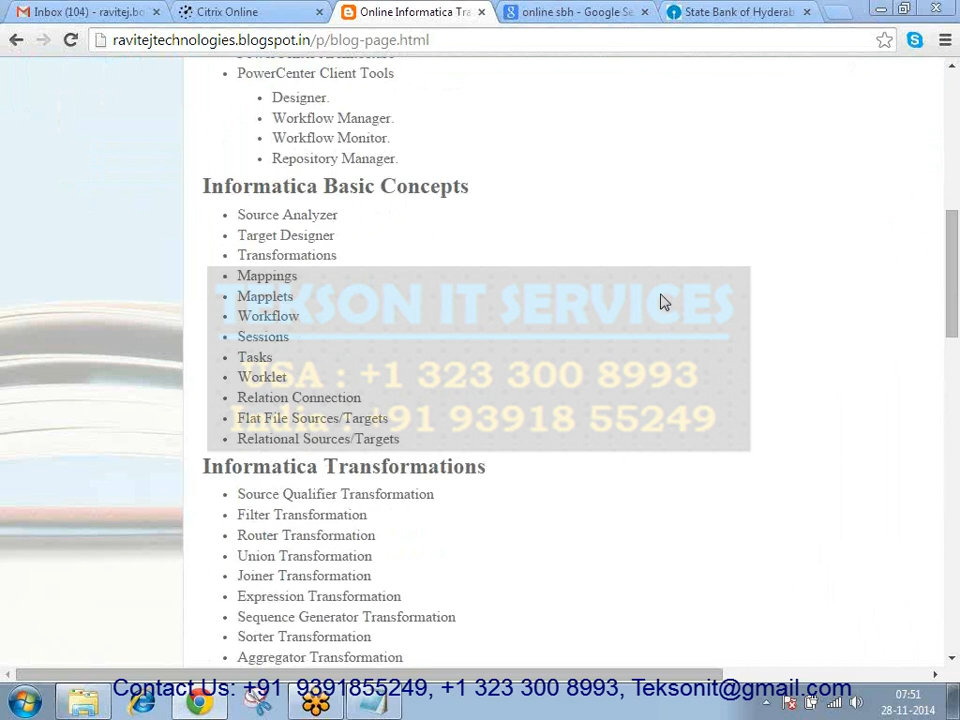 Inbox (104) - ravitej.bo
Citrix Online
Online Informatica Tra
online sbh - Google Se
State Bank of Hyderab
ravitejtechnologies.blogspot.in/p/blog-page.html
PowerCenter Client Tools
Designer.
Workflow Manager.
Workflow Monitor.
Repository Manager.
Informatica Basic Concepts
Source Analyzer
Target Designer
Transformations
Mappings
Mapplets
Workflow
Sessions
Tasks
Worklet
Relation Connection
Flat File Sources/Targets
Relational Sources/Targets
TEKSON IT SERVICES
USA : +1 323 300 8993
India : +91 93918 55249
Informatica Transformations
Source Qualifier Transformation
Filter Transformation
Router Transformation
Union Transformation
Joiner Transformation
Expression Transformation
Sequence Generator Transformation
Sorter Transformation
Aggregator Transformation
Contact Us: +91 9391855249, +1 323 300 8993, Teksonit@gmail.com
07:51
28-11-2014